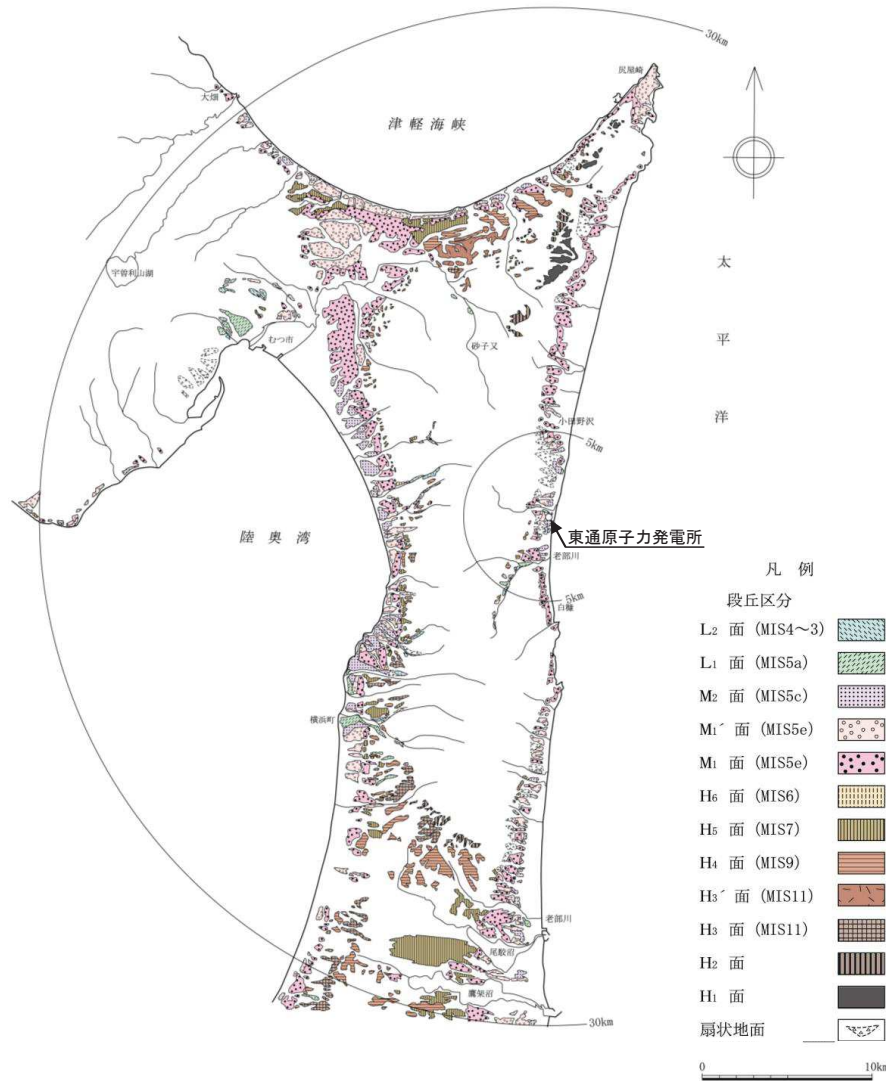 30km
尻屋崎
大畑
津軽海峡
太平洋
宇曽利山湖
むつ市
砂子又
小田野沢
5km
陸奥湾
東通原子力発電所
老部川
5km
白糠
横浜町
老部川
尾駮沼
鷹架沼
30km
凡 例
段丘区分
L₂ 面 (MIS4～3)
L₁ 面 (MIS5a)
M₂ 面 (MIS5c)
M₁´ 面 (MIS5e)
M₁ 面 (MIS5e)
H₆ 面 (MIS6)
H₅ 面 (MIS7)
H₄ 面 (MIS9)
H₃´ 面 (MIS11)
H₃ 面 (MIS11)
H₂ 面
H₁ 面
扇状地面
0 10km